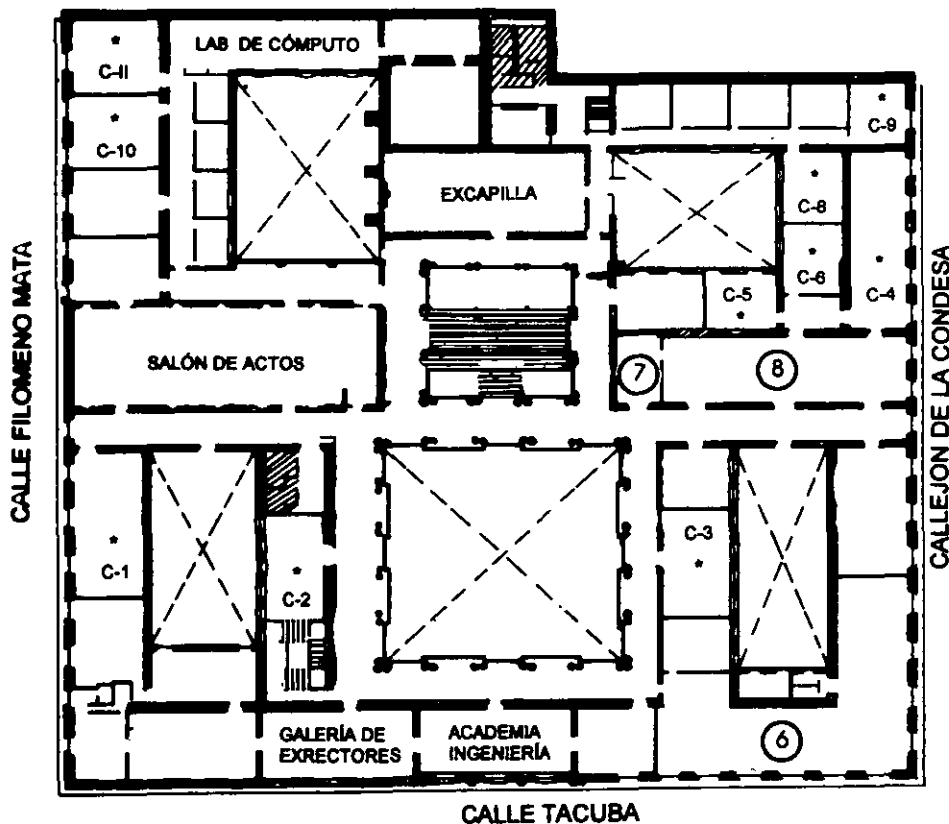 LAB DE CÓMPUTO
*
C-11
*
C-10
*
C-9
EXCAPILLA
*
C-8
C-6
*
C-4
C-5
*
SALÓN DE ACTOS
7
8
CALLE FILOMENO MATA
CALLEJON DE LA CONDESA
*
C-1
*
C-2
C-3
*
GALERÍA DE
EXRECTORES
ACADEMIA
INGENIERÍA
6
CALLE TACUBA